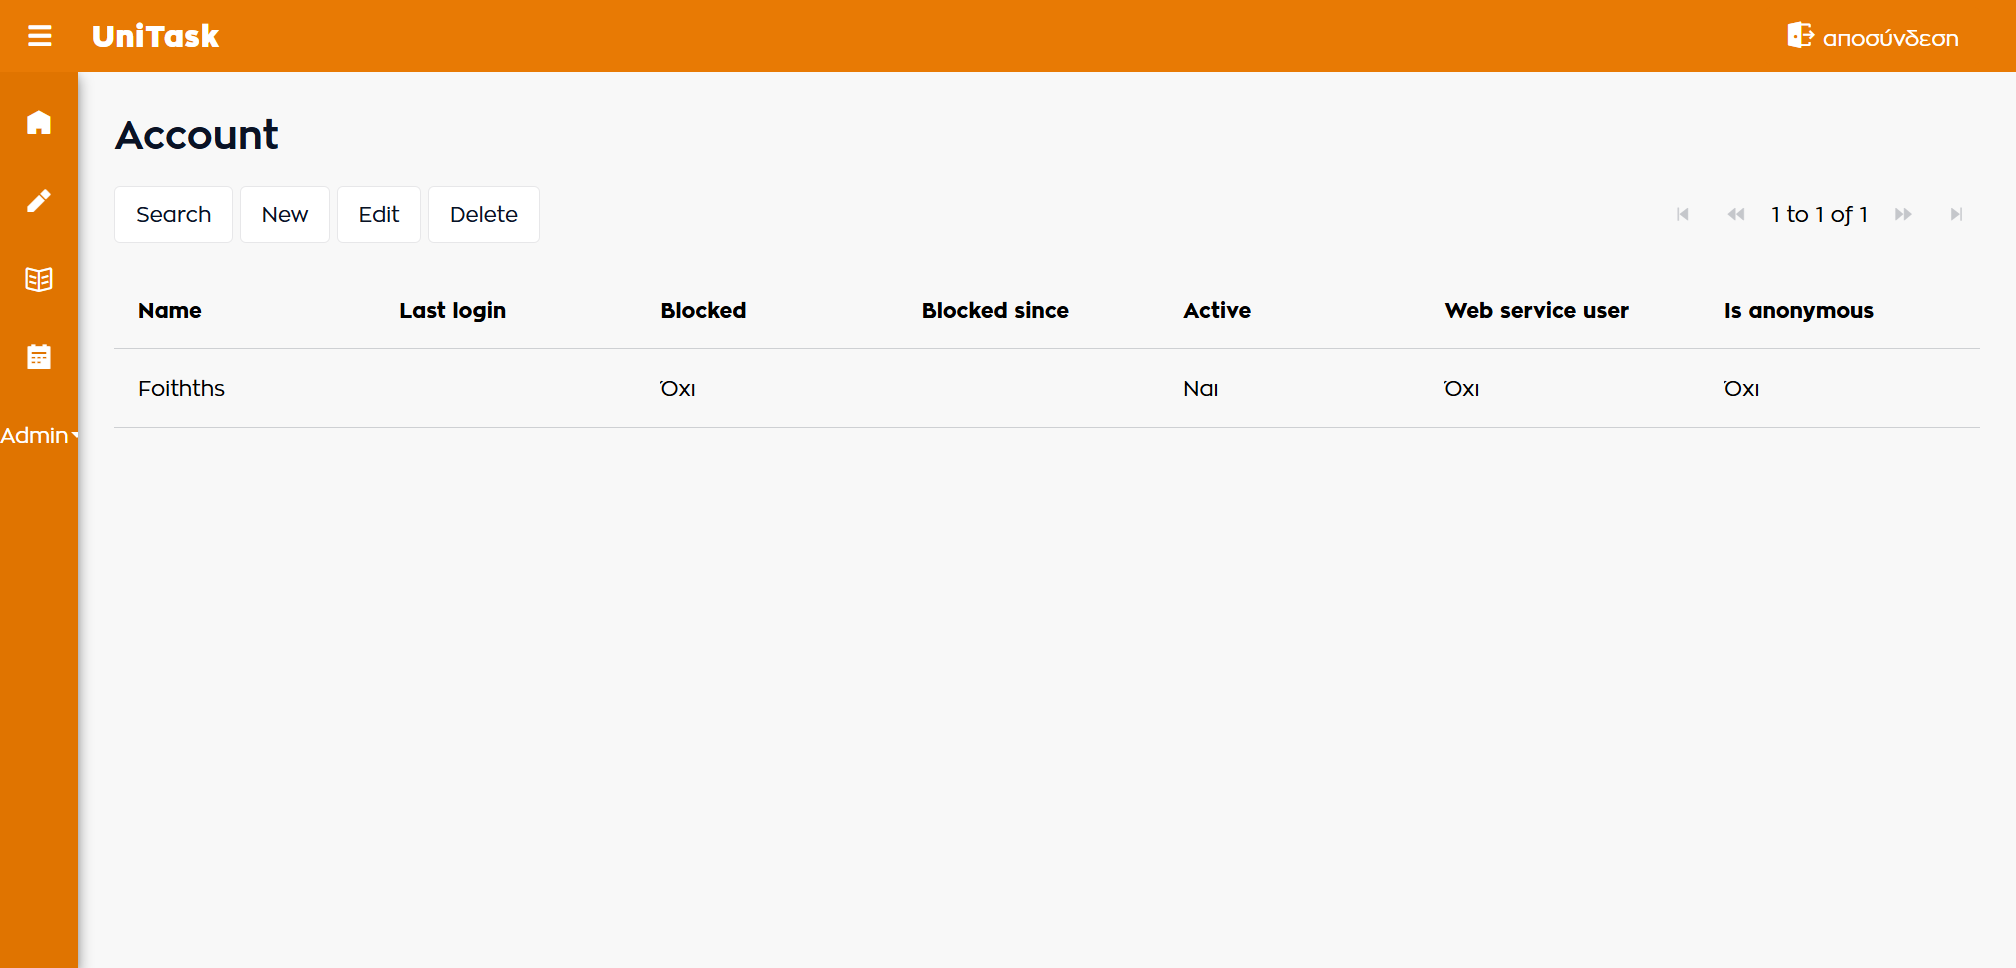 UniTask
αποσύνδεση
Account
Search New Edit Delete
1 to 1 of 1
Name Last login Blocked Blocked since Active Web service user Is anonymous
Foithths Όχι Ναι Όχι Όχι
Admin